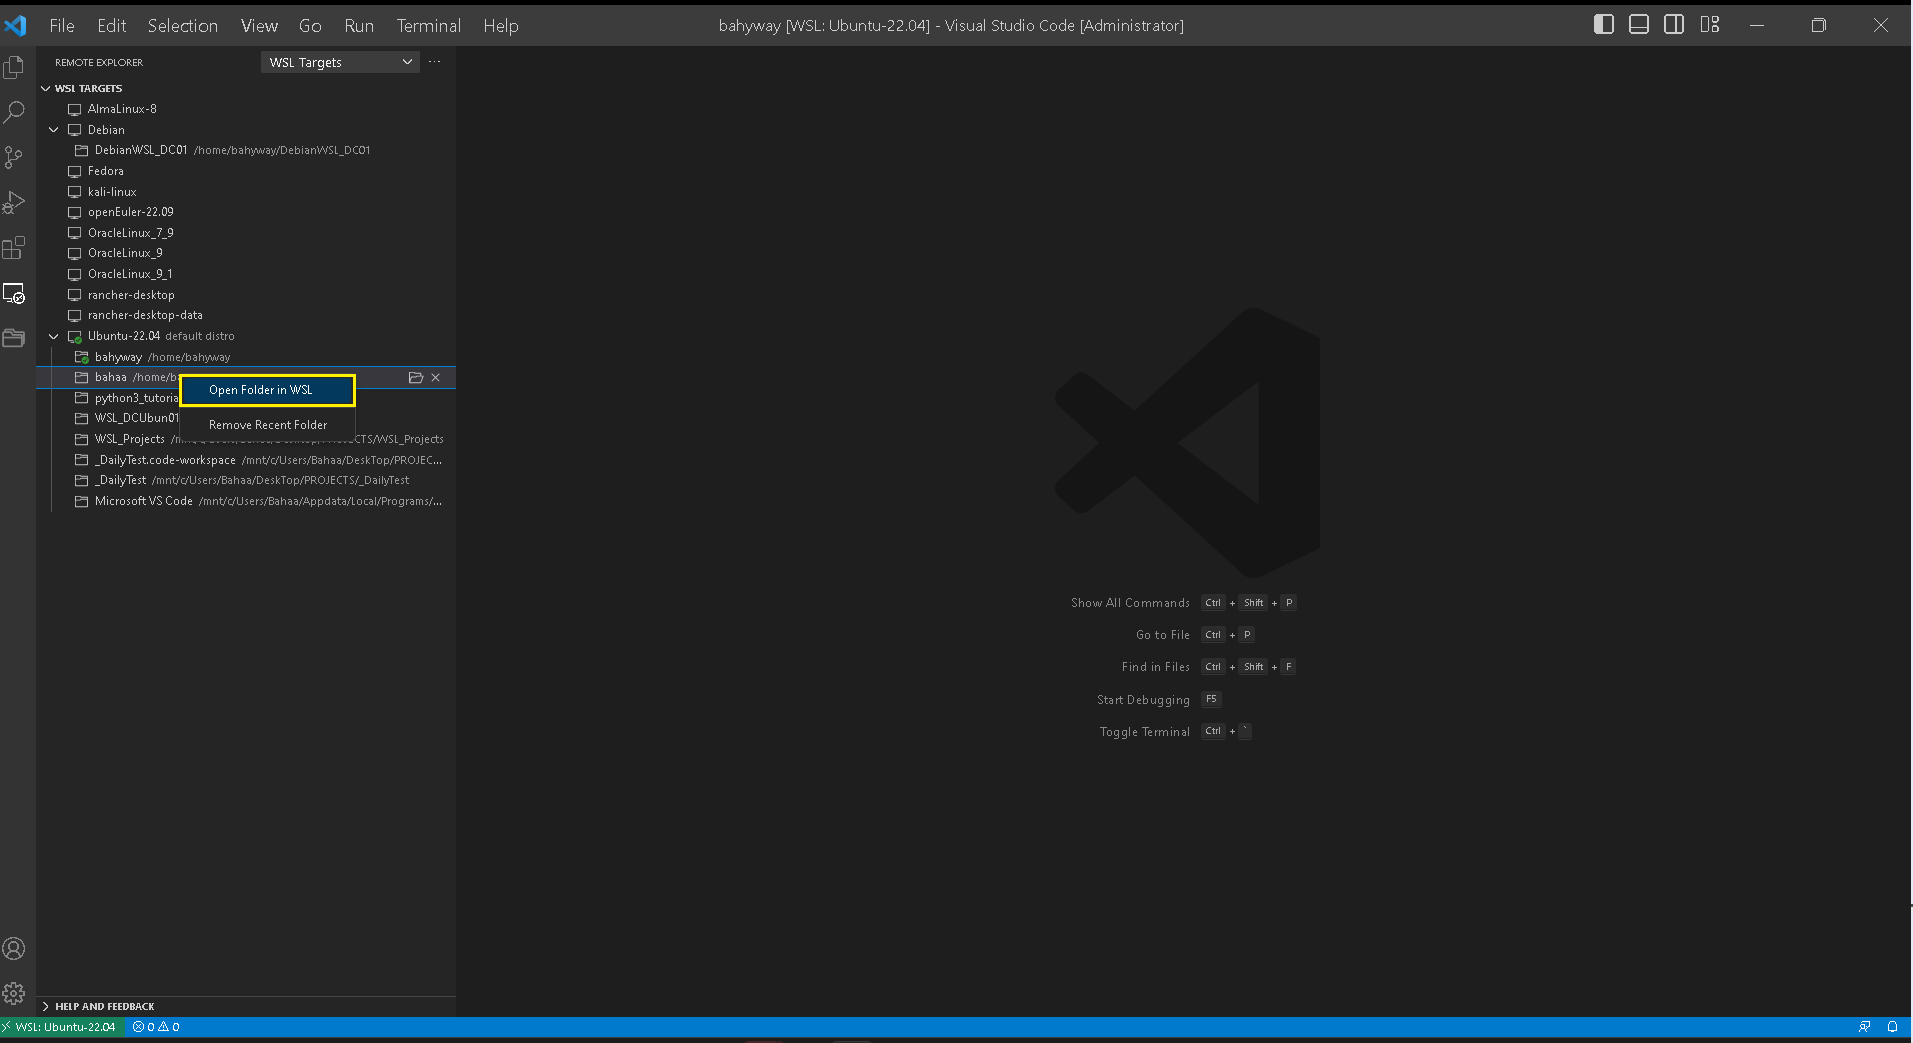 File Edit Selection View Go Run Terminal Help
bahyway [WSL: Ubuntu-22.04] - Visual Studio Code [Administrator]
REMOTE EXPLORER
WSL Targets
WSL TARGETS
AlmaLinux-8
Debian
DebianWSL_DC01 /home/bahyway/DebianWSL_DC01
Fedora
kali-linux
openEuler-22.09
OracleLinux_7_9
OracleLinux_9
OracleLinux_9_1
rancher-desktop
rancher-desktop-data
Ubuntu-22.04 default distro
bahyway /home/bahyway
bahaa /home/ba
Open Folder in WSL
python3_tutoria
WSL_DCUbun01
Remove Recent Folder
WSL_Projects CTS/WSL_Projects
_DailyTest.code-workspace /mnt/c/Users/Bahaa/DeskTop/PROJEC...
_DailyTest /mnt/c/Users/Bahaa/DeskTop/PROJECTS/_DailyTest
Microsoft VS Code /mnt/c/Users/Bahaa/Appdata/Local/Programs/...
Show All Commands Ctrl + Shift + P
Go to File Ctrl + P
Find in Files Ctrl + Shift + F
Start Debugging F5
Toggle Terminal Ctrl + `
HELP AND FEEDBACK
WSL: Ubuntu-22.04 0 0